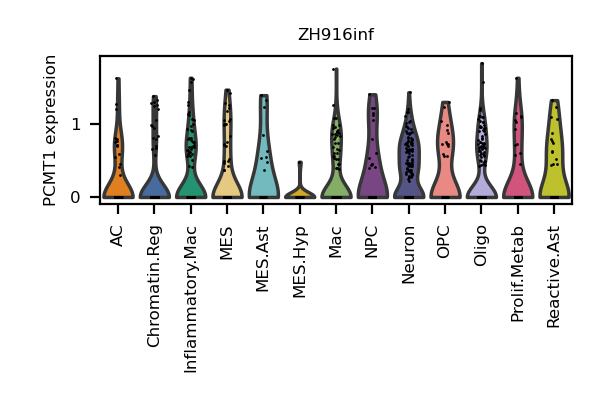 ZH916inf
PCMT1 expression
1
0
AC
Chromatin.Reg
Inflammatory.Mac
MES
MES.Ast
MES.Hyp
Mac
NPC
Neuron
OPC
Oligo
Prolif.Metab
Reactive.Ast